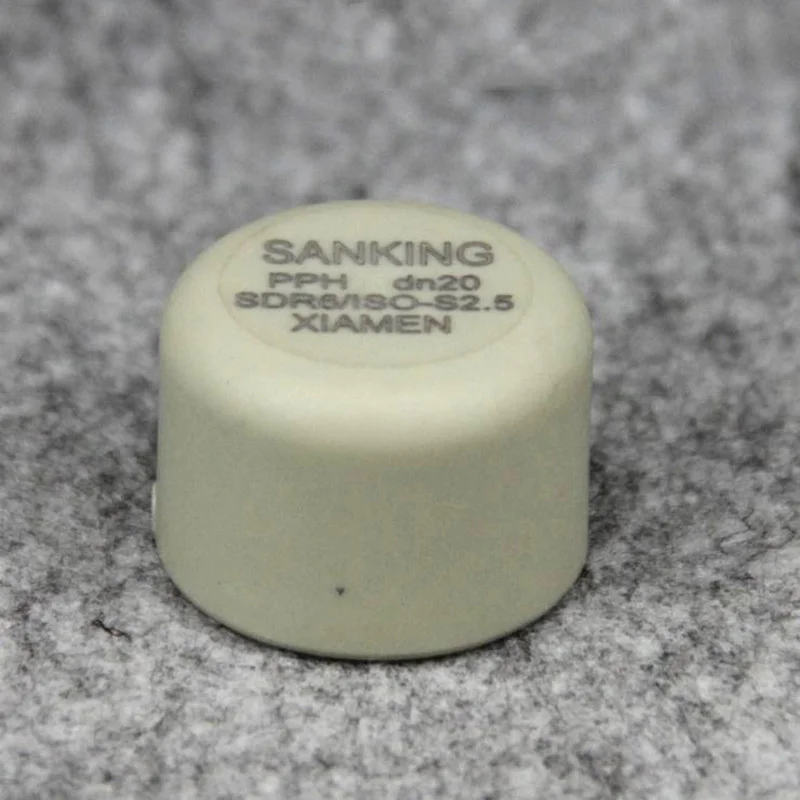 SANKING
PPH dn20
SDR6/ISO-S2.5
XIAMEN